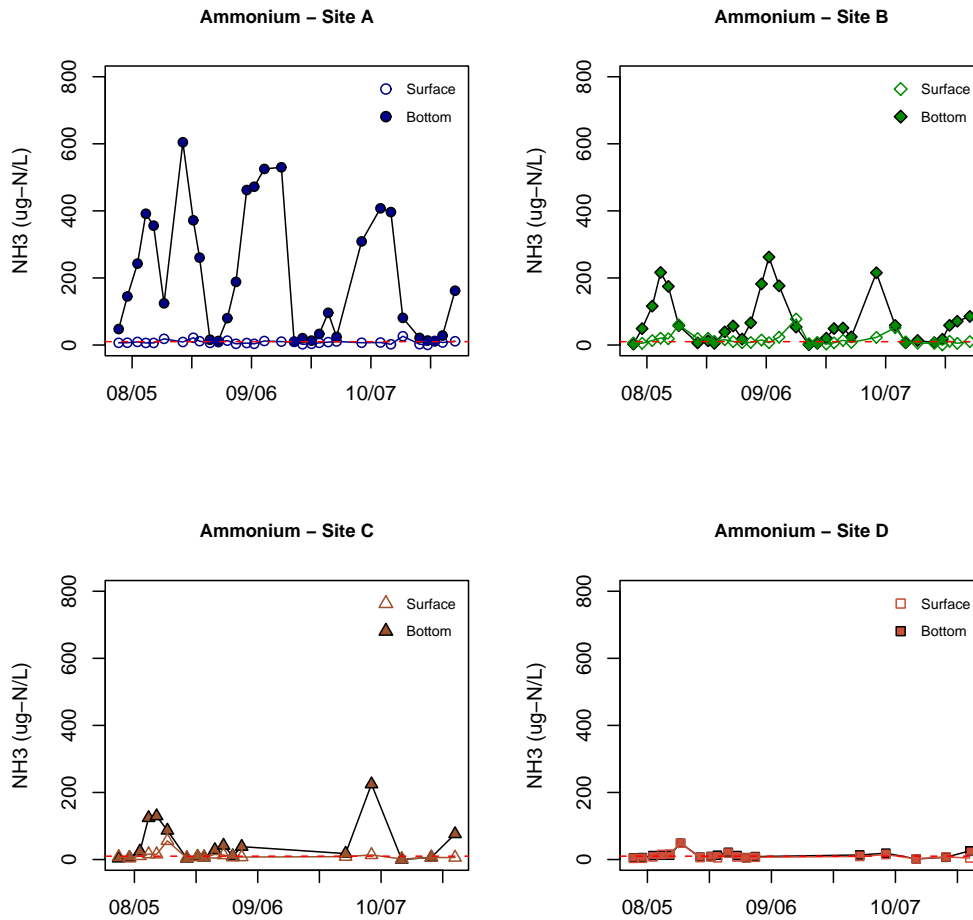 Ammonium − Site A
NH3 (ug−N/L)
800
600
400
200
0
Surface
Bottom
08/05 09/06 10/07
Ammonium − Site B
NH3 (ug−N/L)
800
600
400
200
0
Surface
Bottom
08/05 09/06 10/07
Ammonium − Site C
NH3 (ug−N/L)
800
600
400
200
0
Surface
Bottom
08/05 09/06 10/07
Ammonium − Site D
NH3 (ug−N/L)
800
600
400
200
0
Surface
Bottom
08/05 09/06 10/07